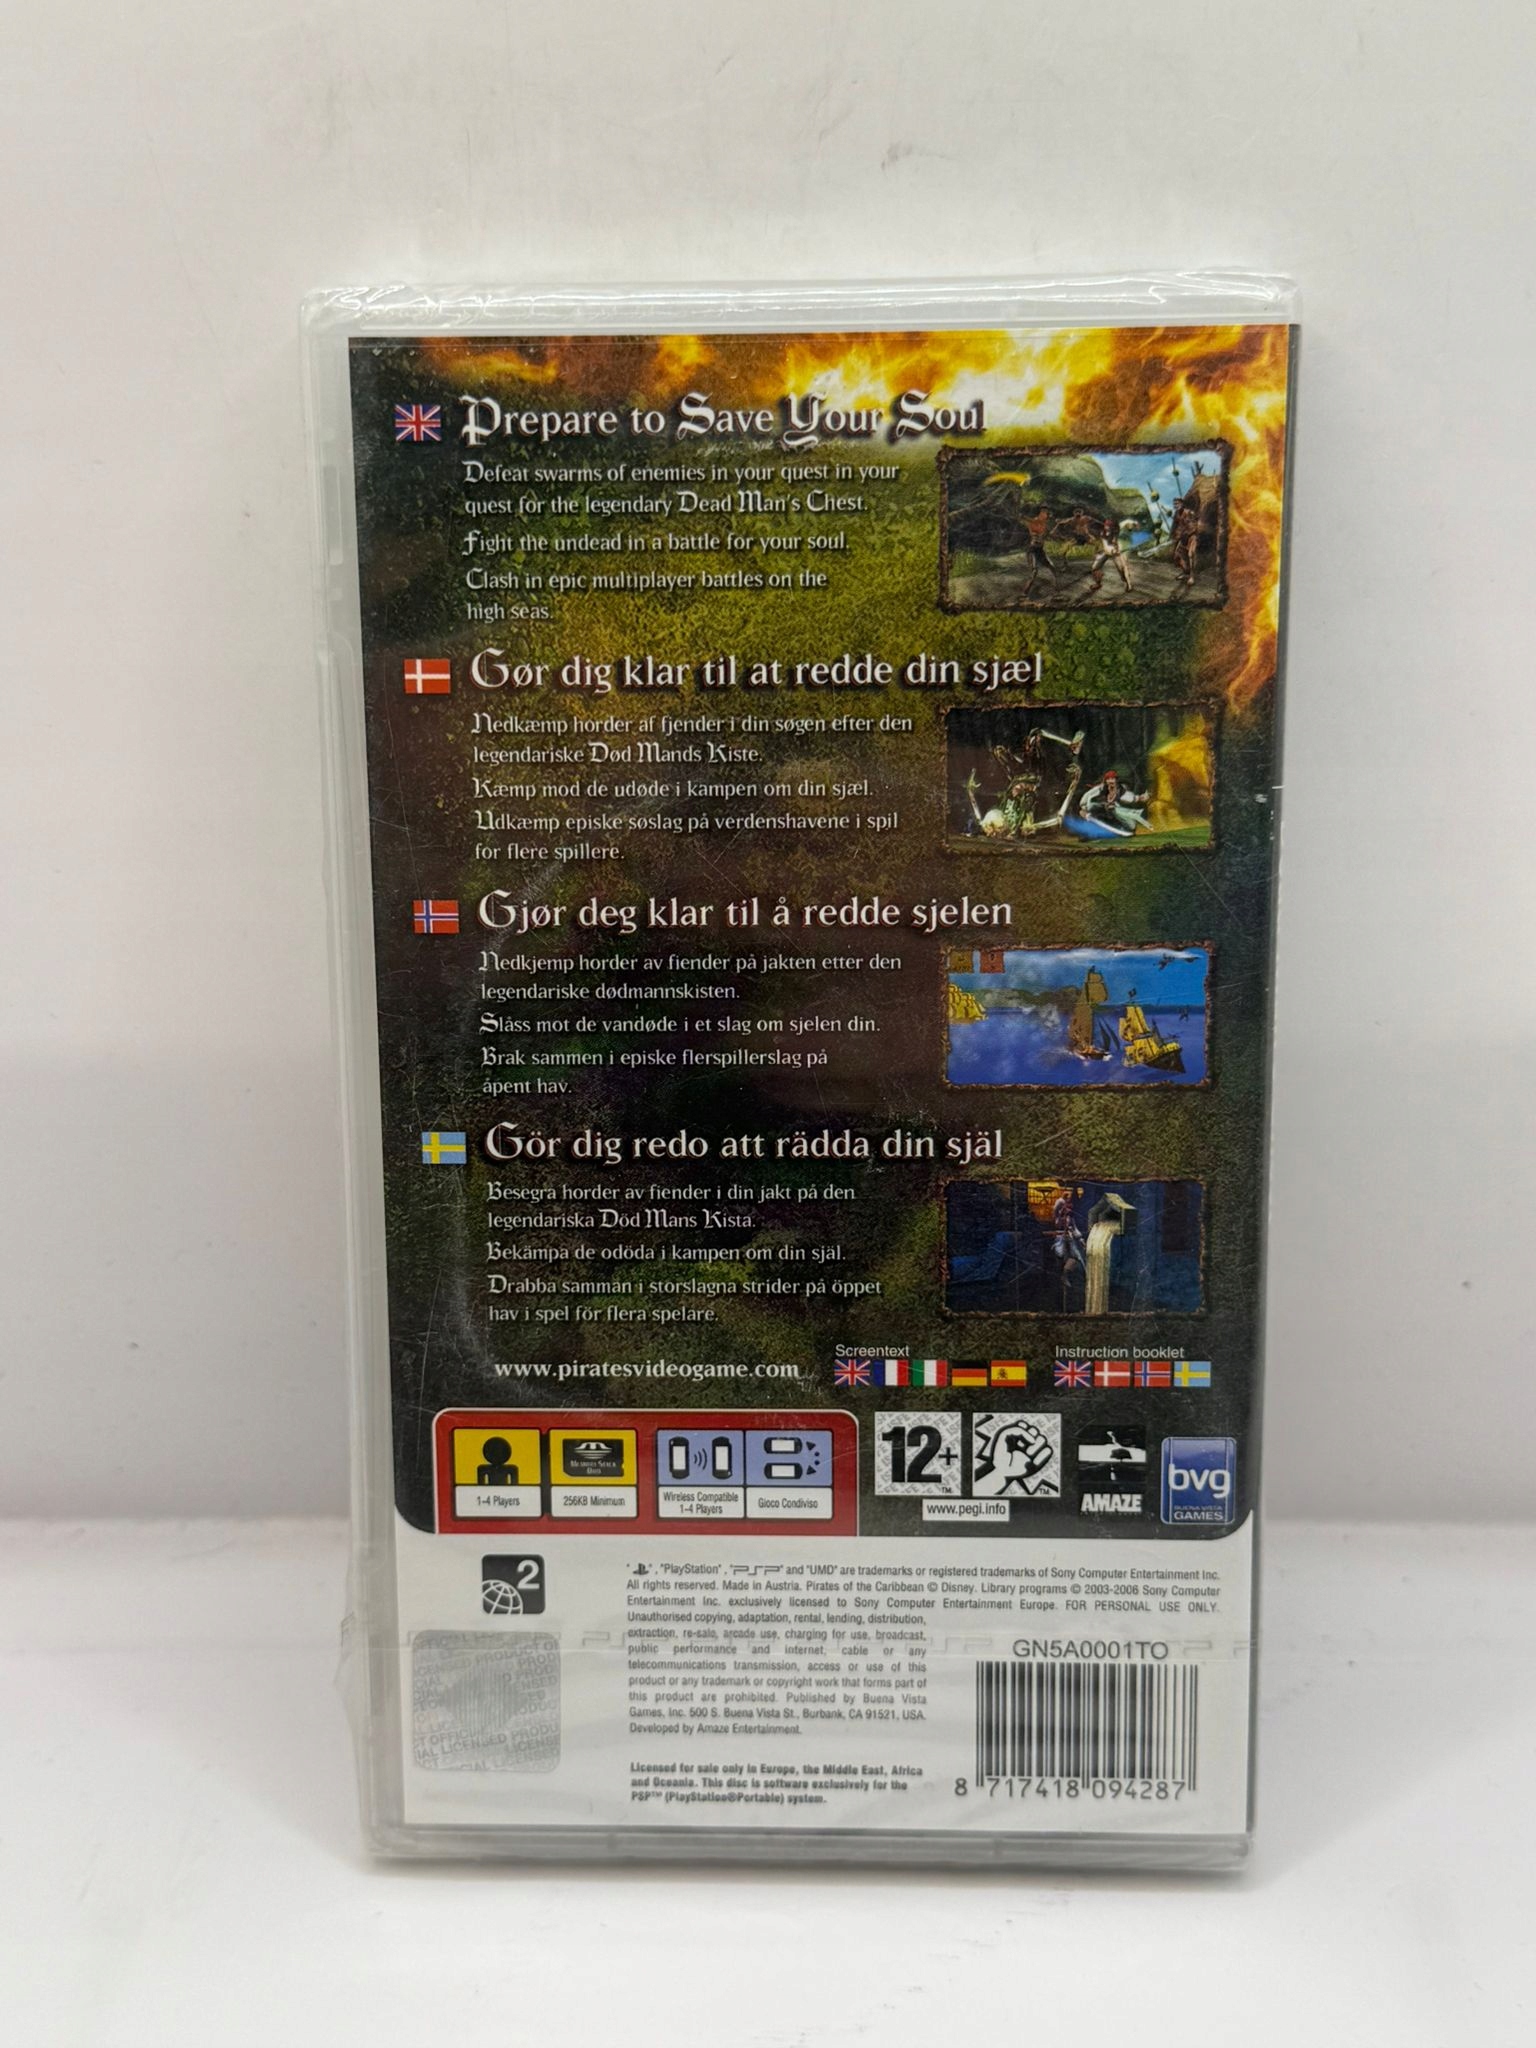 Prepare to Save Your Soul
Defeat swarms of enemies in your quest in your
quest for the legendary Dead Man's Chest.
Fight the undead in a battle for your soul.
Clash in epic multiplayer battles on the
high seas.
Gør dig klar til at redde din sjæl
Nedkæmp horder af fjender i din søgen efter den
legendariske Død Mands Kiste.
Kæmp mod de udøde i kampen om din sjæl.
Udkæmp episke søslag på verdenshavene i spil
for flere spillere.
Gjør deg klar til å redde sjelen
Nedkjemp horder av fiender på jakten etter den
legendariske dødmannskisten.
Slåss mot de vandøde i et slag om sjelen din.
Brak sammen i episke flerspillerslag på
åpent hav.
Gör dig redo att rädda din själ
Besegra horder av fiender i din jakt på den
legendariska Död Mans Kista.
Bekämpa de odöda i kampen om din själ.
Drabba samman i storslagna strider på öppet
hav i spel för flera spelare.
www.piratesvideogame.com
Screentext
Instruction booklet
1-4 Players
MEMORY STICK
DUO
256KB Minimum
Wireless Compatible
1-4 Players
Gioco Condiviso
12+
TM
TM
www.pegi.info
AMAZE
bvg
BUENA VISTA
GAMES
2
" ", "PlayStation", "PSP" and "UMD" are trademarks or registered trademarks of Sony Computer Entertainment Inc.
All rights reserved. Made in Austria. Pirates of the Caribbean © Disney. Library programs © 2003-2006 Sony Computer
Entertainment Inc. exclusively licensed to Sony Computer Entertainment Europe. FOR PERSONAL USE ONLY.
Unauthorised copying, adaptation, rental, lending, distribution,
extraction, re-sale, arcade use, charging for use, broadcast,
public performance and internet, cable or any
telecommunications transmission, access or use of this
product or any trademark or copyright work that forms part of
this product are prohibited. Published by Buena Vista
Games, Inc. 500 S. Buena Vista St., Burbank, CA 91521, USA.
Developed by Amaze Entertainment.
Licensed for sale only in Europe, the Middle East, Africa
and Oceania. This disc is software exclusively for the
PSP™ (PlayStation®Portable) system.
GN5A0001TO
8 717418 094287